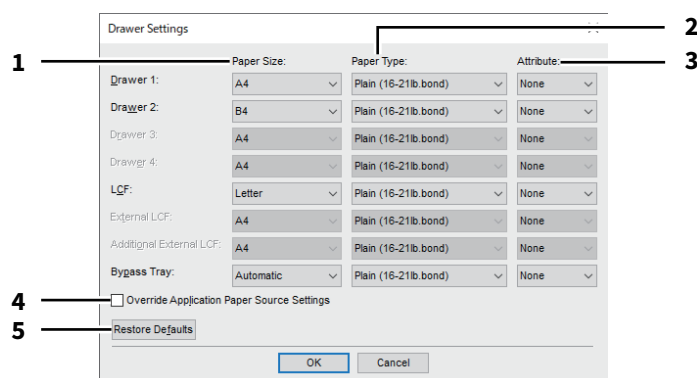 Drawer Settings
2
1 Paper Size: Paper Type: Attribute: 3
Drawer 1: A4 Plain (16-21lb.bond) None
Drawer 2: B4 Plain (16-21lb.bond) None
Drawer 3: A4 Plain (16-21lb.bond) None
Drawer 4: A4 Plain (16-21lb.bond) None
LCF: Letter Plain (16-21lb.bond) None
External LCF: A4 Plain (16-21lb.bond) None
Additional External LCF: A4 Plain (16-21lb.bond) None
Bypass Tray: Automatic Plain (16-21lb.bond) None
4 Override Application Paper Source Settings
5 Restore Defaults
OK Cancel